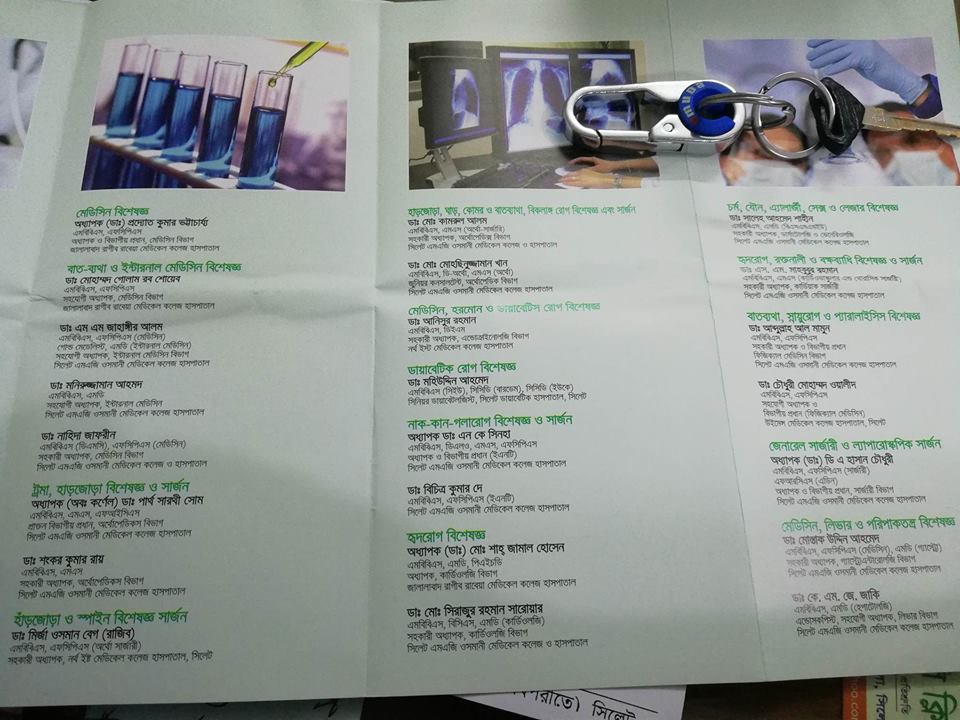 মেডিসিন বিশেষজ্ঞ
অধ্যাপক (ডাঃ) প্রদ্যোত কুমার ভট্টাচার্য্য
এমবিবিএস, এফসিপিএস
অধ্যাপক ও বিভাগীয় প্রধান, মেডিসিন বিভাগ
জালালাবাদ রাগীব রাবেয়া মেডিকেল কলেজ হাসপাতাল
বাত-ব্যথা ও ইন্টারনাল মেডিসিন বিশেষজ্ঞ
ডাঃ মোহাম্মদ গোলাম রব শোয়েব
এমবিবিএস, এফসিপিএস
সহযোগী অধ্যাপক, মেডিসিন বিভাগ
জালালাবাদ রাগীব রাবেয়া মেডিকেল কলেজ হাসপাতাল
ডাঃ এম এম জাহাঙ্গীর আলম
এমবিবিএস, এফসিপিএস (মেডিসিন)
গোল্ড মেডেলিস্ট, এমডি (ইন্টারনাল মেডিসিন)
সহযোগী অধ্যাপক, ইন্টারনাল মেডিসিন বিভাগ
সিলেট এমএজি ওসমানী মেডিকেল কলেজ হাসপাতাল
ডাঃ মনিরুজ্জামান আহমদ
এমবিবিএস, এমডি
সহযোগী অধ্যাপক, ইন্টারনাল মেডিসিন
সিলেট এমএজি ওসমানী মেডিকেল কলেজ হাসপাতাল
ডাঃ নাহিদা জাফরীন
এমবিবিএস (ডিএমসি), এফসিপিএস (মেডিসিন)
সহকারী অধ্যাপক, মেডিসিন বিভাগ
সিলেট এমএজি ওসমানী মেডিকেল কলেজ ও হাসপাতাল
ট্রমা, হাড়জোড়া বিশেষজ্ঞ ও সার্জন
অধ্যাপক (অবঃ কর্ণেল) ডাঃ পার্থ সারথী সোম
এমবিবিএস, এমএস, এফআইসিএস
প্রাক্তন বিভাগীয় প্রধান, অর্থোপেডিকস বিভাগ
সিলেট এমএজি ওসমানী মেডিকেল কলেজ হাসপাতাল
ডাঃ শংকর কুমার রায়
এমবিবিএস, এমএস
সহকারী অধ্যাপক, অর্থোপেডিকস বিভাগ
সিলেট এমএজি ওসমানী মেডিকেল কলেজ হাসপাতাল
হাঁড়জোড়া ও স্পাইন বিশেষজ্ঞ সার্জন
ডাঃ মির্জা ওসমান বেগ (রাজিব)
এমবিবিএস, এফসিপিএস (অর্থো সার্জারী)
সহকারী অধ্যাপক, নর্থ ইষ্ট মেডিকেল কলেজ হাসপাতাল, সিলেট
হাড়জোড়া, ঘাড়, কোমর ও বাতব্যথা, বিকলাঙ্গ রোগ বিশেষজ্ঞ এবং সার্জন
ডাঃ মোঃ কামরুল আলম
এমবিবিএস, এমএস (অর্থো-সার্জারি)
সহকারী অধ্যাপক, অর্থোপেডিক্স বিভাগ
সিলেট এমএজি ওসমানী মেডিকেল কলেজ ও হাসপাতাল
ডাঃ মোঃ মোহছিনুজ্জামান খান
এমবিবিএস, ডি-অর্থো, এমএস (অর্থো)
জুনিয়র কনসালটেন্ট, অর্থোপেডিক বিভাগ
সিলেট এমএজি ওসমানী মেডিকেল কলেজ ও হাসপাতাল
মেডিসিন, হরমোন ও ডায়াবেটিস রোগ বিশেষজ্ঞ
ডাঃ আনিসুর রহমান
এমবিবিএস, ডিইএম
সহকারী অধ্যাপক, এন্ডোক্রাইনোলজি বিভাগ
নর্থ ইস্ট মেডিকেল কলেজ হাসপাতাল
ডায়াবেটিক রোগ বিশেষজ্ঞ
ডাঃ মহিউদ্দিন আহমেদ
এমবিবিএস (সিইউ), সিসিডি (বারডেম), সিসিডি (ইউকে)
সিনিয়র ডায়াবেটলজিস্ট, সিলেট ডায়াবেটিক হাসপাতাল, সিলেট
নাক-কান-গলারোগ বিশেষজ্ঞ ও সার্জন
অধ্যাপক ডাঃ এন কে সিনহা
এমবিবিএস, ডিএলও, এমএস, এফসিপিএস
অধ্যাপক ও বিভাগীয় প্রধান (ইএনটি)
সিলেট এমএজি ওসমানী মেডিকেল কলেজ ও হাসপাতাল
ডাঃ বিচিত্র কুমার দে
এমবিবিএস, এফসিপিএস (ইএনটি)
সিলেট এমএজি ওসমানী মেডিকেল কলেজ ও হাসপাতাল
হৃদরোগ বিশেষজ্ঞ
অধ্যাপক (ডাঃ) মোঃ শাহ্ জামাল হোসেন
এমবিবিএস, এমডি, পিএইচডি
অধ্যাপক, কার্ডিওলজি বিভাগ
জালালাবাদ রাগীব রাবেয়া মেডিকেল কলেজ হাসপাতাল
ডাঃ মোঃ সিরাজুর রহমান সারোয়ার
এমবিবিএস, বিসিএস, এমডি (কার্ডিওলজি)
সহকারী অধ্যাপক, কার্ডিওলজি বিভাগ
সিলেট এমএজি ওসমানী মেডিকেল কলেজ ও হাসপাতাল
চর্ম, যৌন, এ্যালার্জী, সেক্স ও লেজার বিশেষজ্ঞ
ডাঃ সালেহ আহমেদ শাহীন
সহকারী অধ্যাপক, ডার্মাটোলজি ও ভেনেরিওলজি
সিলেট এমএজি ওসমানী মেডিকেল কলেজ ও হাসপাতাল
হৃদরোগ, রক্তনালী ও বক্ষব্যাধি বিশেষজ্ঞ ও সার্জন
ডাঃ এস. এম. মাহবুবুর রহমান
সহকারী অধ্যাপক, কার্ডিয়াক সার্জারী
সিলেট এমএজি ওসমানী মেডিকেল কলেজ ও হাসপাতাল
বাতব্যথা, স্নায়ুরোগ ও প্যারালাইসিস বিশেষজ্ঞ
ডাঃ আব্দুল্লাহ আল মামুন
এমবিবিএস, এফসিপিএস
সহকারী অধ্যাপক ও বিভাগীয় প্রধান
ফিজিক্যাল মেডিসিন বিভাগ
সিলেট এমএজি ওসমানী মেডিকেল কলেজ ও হাসপাতাল
ডাঃ চৌধুরী মোহাম্মদ ওয়ালীদ
এমবিবিএস, এফসিপিএস
সহযোগী অধ্যাপক ও
বিভাগীয় প্রধান (ফিজিক্যাল মেডিসিন)
উইমেন্স মেডিকেল কলেজ হাসপাতাল, সিলেট
জেনারেল সার্জারী ও ল্যাপারোস্কপিক সার্জন
অধ্যাপক (ডাঃ) ডি এ হাসান চৌধুরী
এমবিবিএস, এফসিপিএস (সার্জারী)
এফআরসিএস (এডিন)
অধ্যাপক ও বিভাগীয় প্রধান, সার্জারী বিভাগ
সিলেট এমএজি ওসমানী মেডিকেল কলেজ ও হাসপাতাল
মেডিসিন, লিভার ও পরিপাকতন্ত্র বিশেষজ্ঞ
ডাঃ মোস্তাক উদ্দিন আহমেদ
এমবিবিএস, এফসিপিএস (মেডিসিন), এমডি (গ্যাস্ট্রো)
সহকারী অধ্যাপক, গ্যাস্ট্রোএন্টারোলজি বিভাগ
সিলেট এমএজি ওসমানী মেডিকেল কলেজ ও হাসপাতাল
ডাঃ কে. এম. জে. জাকি
এমবিবিএস, এমডি (হেপাটোলজি)
এন্ডোসকপিস্ট, সহযোগী অধ্যাপক, লিভার বিভাগ
সিলেট এমএজি ওসমানী মেডিকেল কলেজ ও হাসপাতাল
সিলেট